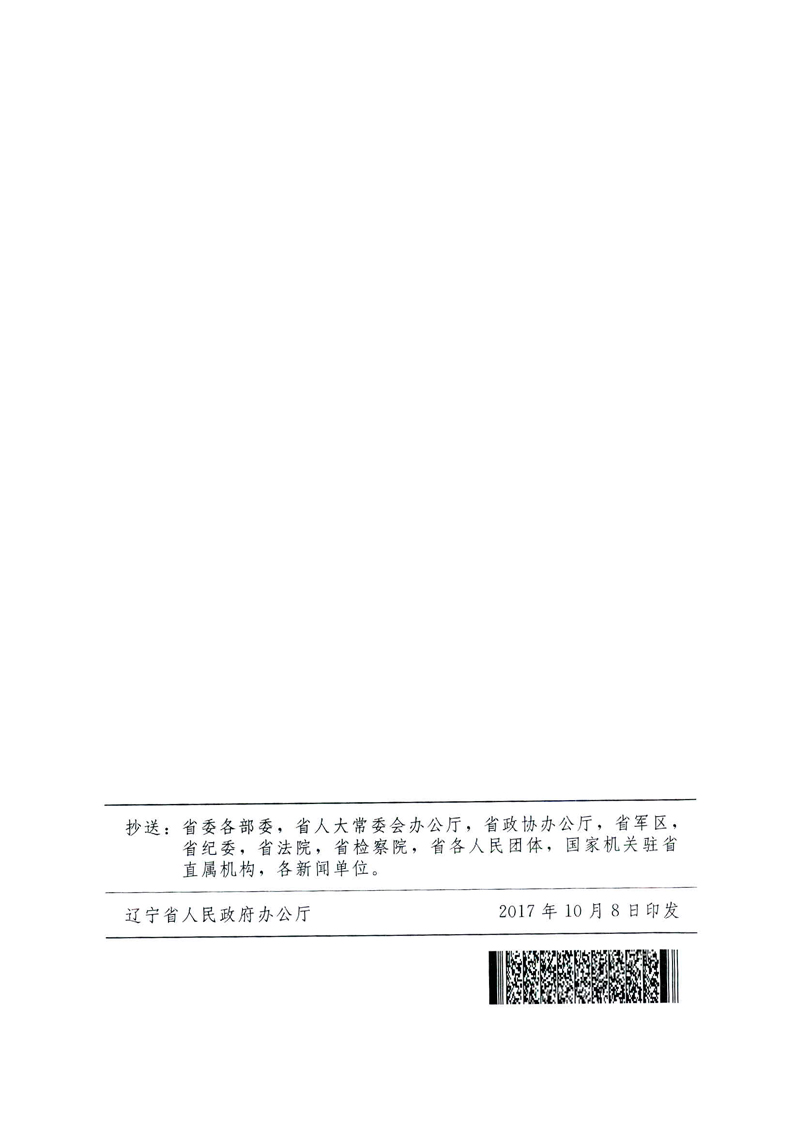 抄送：省委各部委，省人大常委会办公厅，省政协办公厅，省军区，
省纪委，省法院，省检察院，省各人民团体，国家机关驻省
直属机构，各新闻单位。
辽宁省人民政府办公厅 2017年10月8日印发